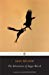 SAUL BELLOW
The Adventures of Augie March